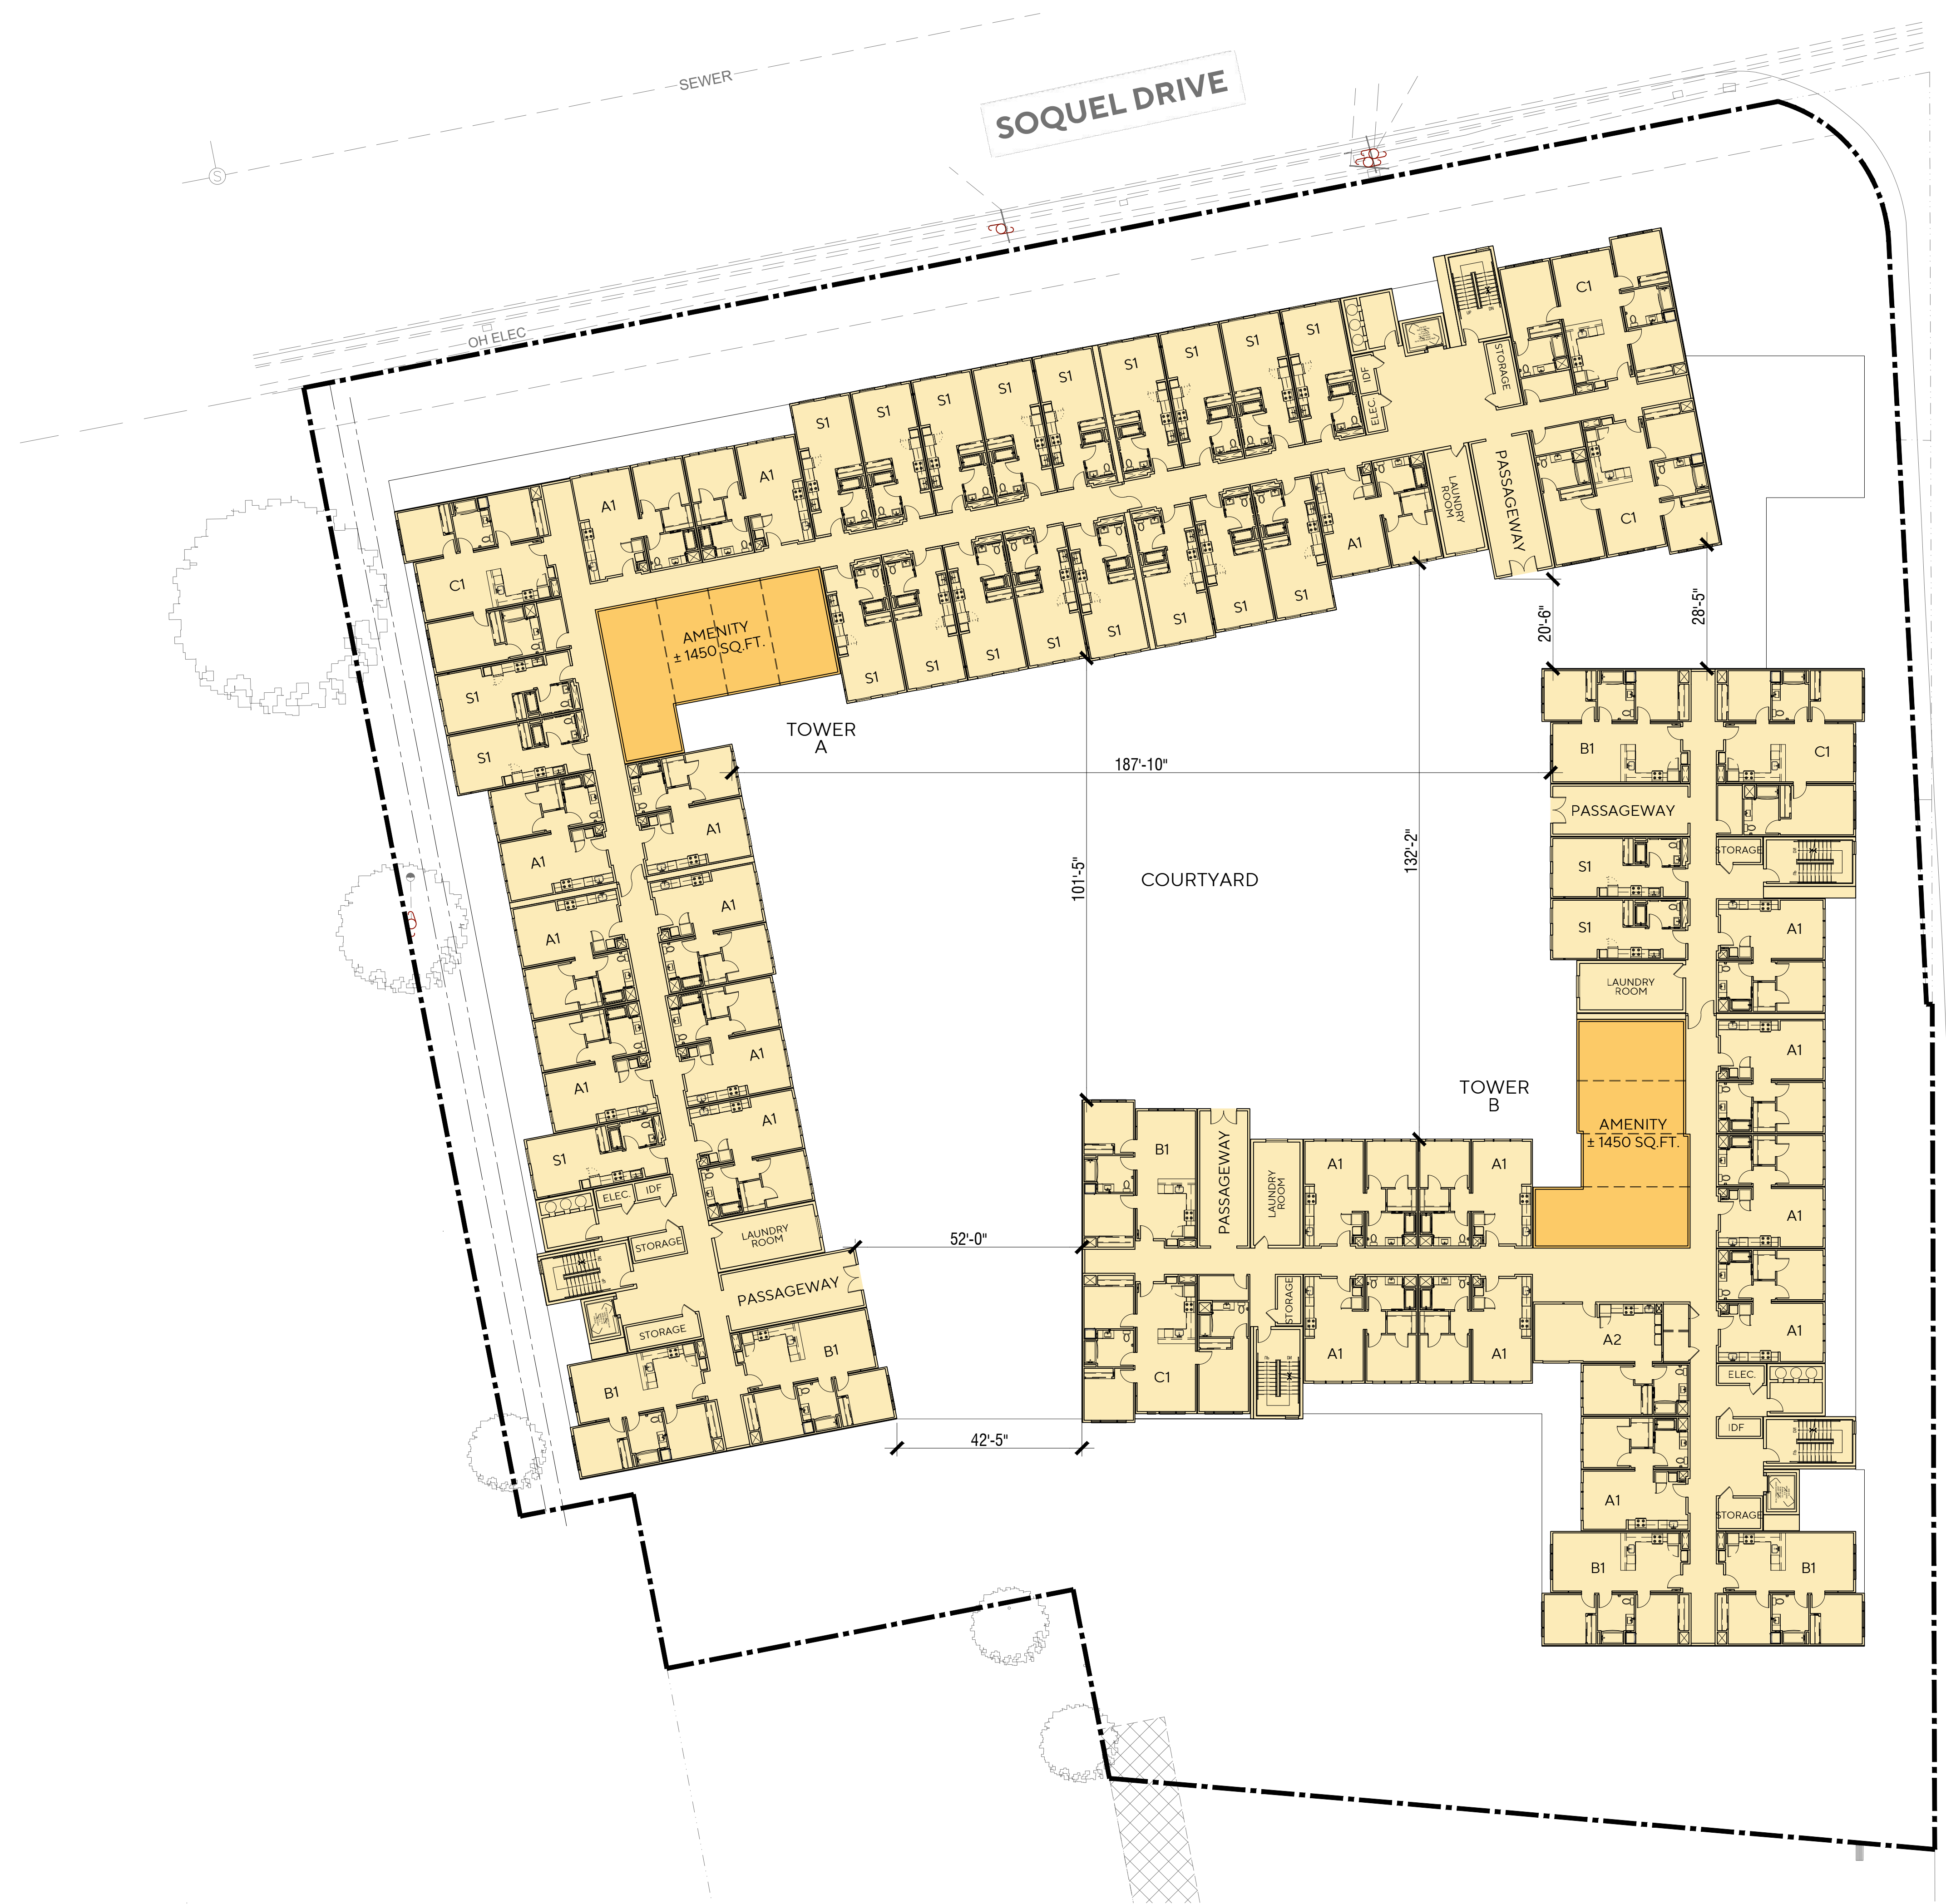 SEWER
SOQUEL DRIVE
S
OH ELEC
C1
S1
S1
S1
S1
S1
S1
S1
S1
S1
IDF
ELEC.
STORAGE
A1
A1
C1
AMENITY
± 1450 SQ.FT.
S1
S1
S1
S1
S1
S1
S1
S1
A1
LAUNDRY
ROOM
PASSAGEWAY
C1
20'-6"
28'-5"
S1
S1
TOWER
A
187'-10"
101'-5"
132'-2"
COURTYARD
A1
A1
A1
A1
A1
A1
A1
S1
ELEC.
IDF
STORAGE
LAUNDRY
ROOM
PASSAGEWAY
STORAGE
B1
B1
52'-0"
42'-5"
B1
C1
PASSAGEWAY
S1
STORAGE
S1
A1
LAUNDRY
ROOM
A1
TOWER
B
AMENITY
± 1450 SQ.FT.
B1
PASSAGEWAY
LAUNDRY
ROOM
A1
A1
A1
C1
STORAGE
A1
A1
A2
A1
ELEC.
IDF
A1
STORAGE
B1
B1